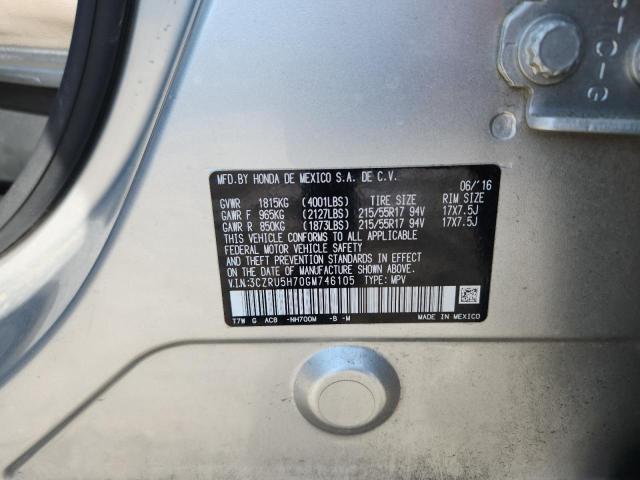 MFD.BY HONDA DE MEXICO S.A. DE C.V.
06/'16
GVWR 1815KG (4001LBS) TIRE SIZE RIM SIZE
GAWR F 965KG (2127LBS) 215/55R17 94V 17X7.5J
GAWR R 850KG (1873LBS) 215/55R17 94V 17X7.5J
THIS VEHICLE CONFORMS TO ALL APPLICABLE
FEDERAL MOTOR VEHICLE SAFETY
AND THEFT PREVENTION STANDARDS IN EFFECT ON
THE DATE OF MANUFACTURE SHOWN ABOVE.
V.I.N.:3CZRU5H70GM746105 TYPE: MPV
T7W G AC8 -NH700M -B -M MADE IN MEXICO